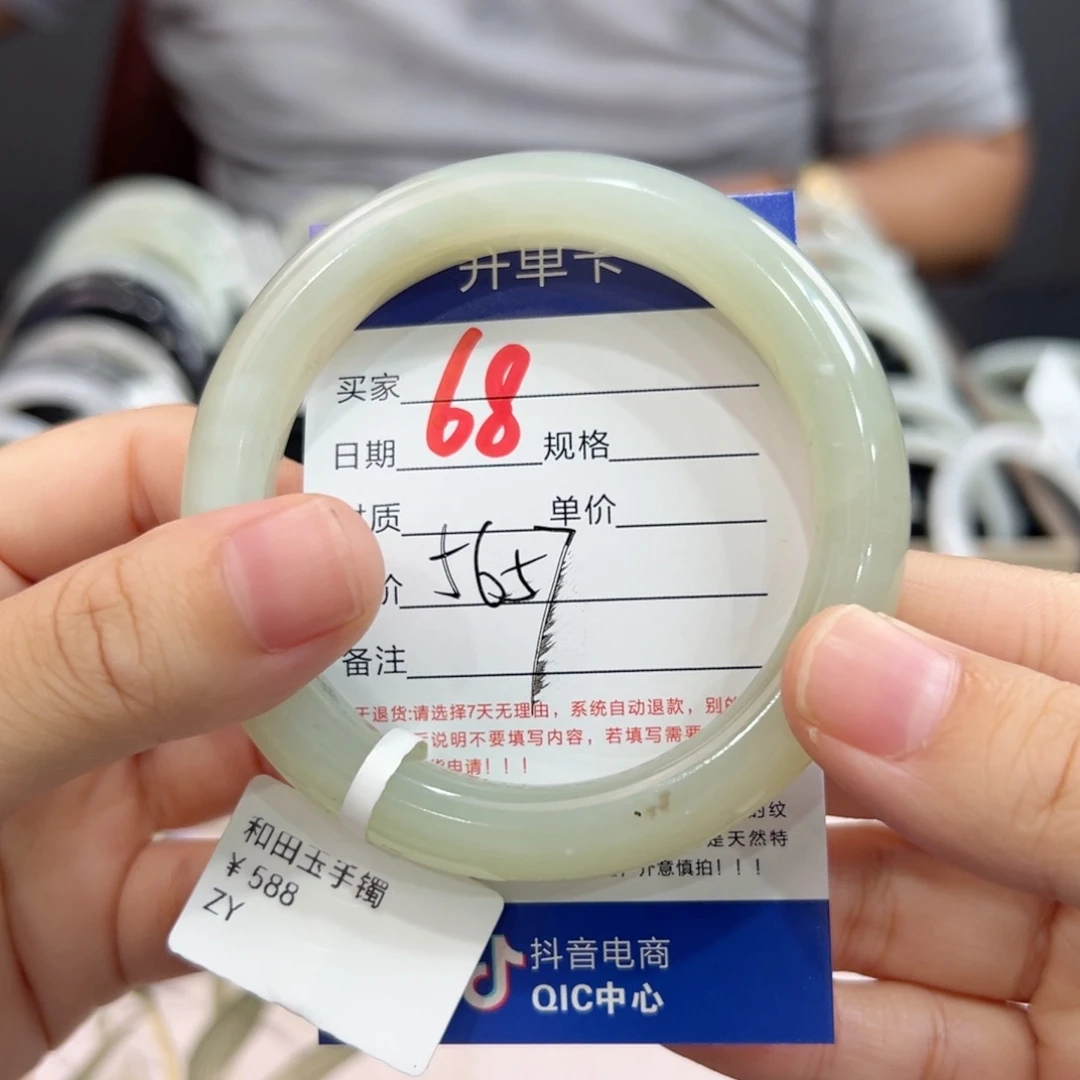 开单卡
买家 68
日期 规格
质 单价
价 565
备注
退货:请选择7天无理由，系统自动退款，别的
说明不要填写内容，若填写需要
申请！！！
的纹
是天然特
介意慎拍！！！
和田玉手镯
¥588
ZY
抖音电商
QIC中心